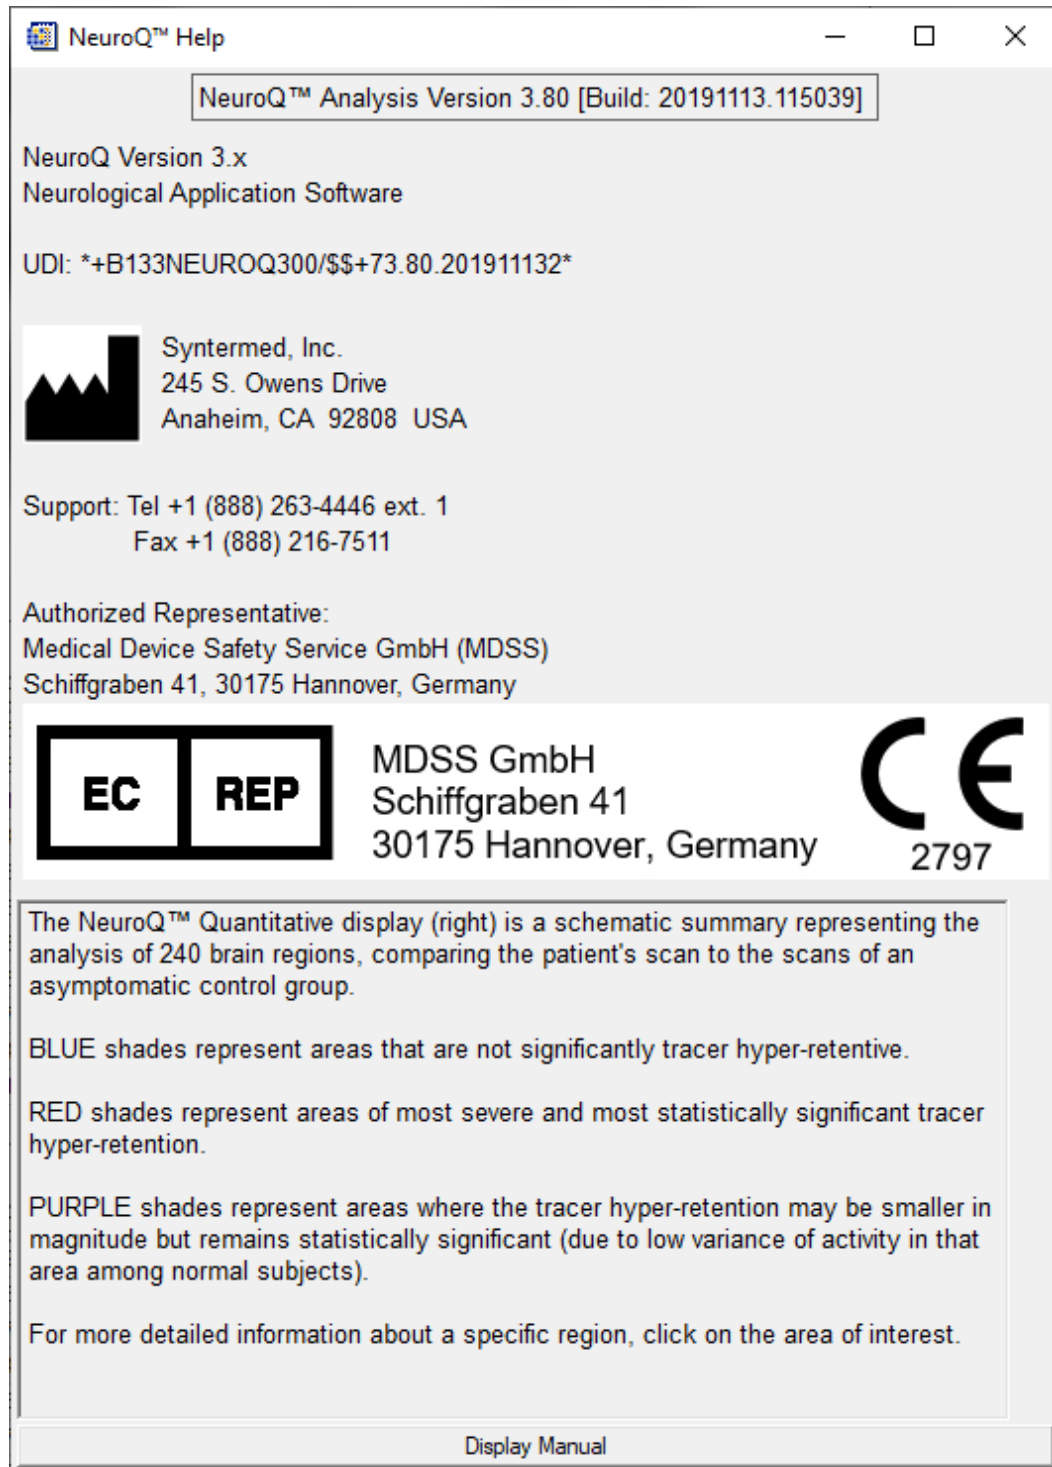 NeuroQ™ Help
NeuroQ™ Analysis Version 3.80 [Build: 20191113.115039]
NeuroQ Version 3.x
Neurological Application Software
UDI: *+B133NEUROQ300/$$+73.80.201911132*
Syntermed, Inc.
245 S. Owens Drive
Anaheim, CA  92808  USA
Support: Tel +1 (888) 263-4446 ext. 1
Fax +1 (888) 216-7511
Authorized Representative:
Medical Device Safety Service GmbH (MDSS)
Schiffgraben 41, 30175 Hannover, Germany
EC REP
MDSS GmbH
Schiffgraben 41
30175 Hannover, Germany
CE
2797
The NeuroQ™ Quantitative display (right) is a schematic summary representing the
analysis of 240 brain regions, comparing the patient's scan to the scans of an
asymptomatic control group.
BLUE shades represent areas that are not significantly tracer hyper-retentive.
RED shades represent areas of most severe and most statistically significant tracer
hyper-retention.
PURPLE shades represent areas where the tracer hyper-retention may be smaller in
magnitude but remains statistically significant (due to low variance of activity in that
area among normal subjects).
For more detailed information about a specific region, click on the area of interest.
Display Manual